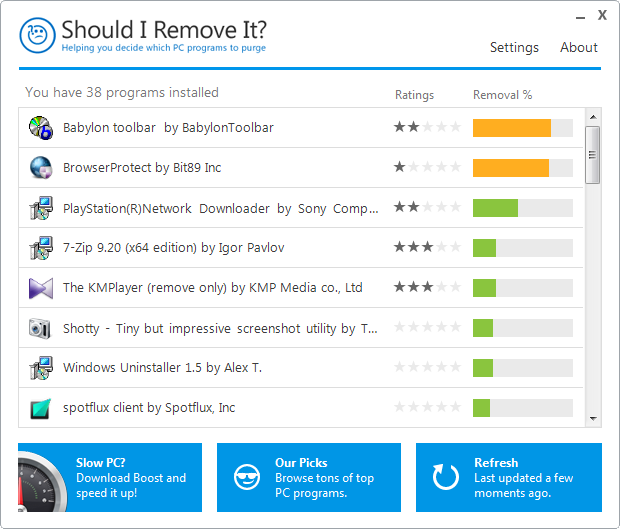 X
Should I Remove It?
Helping you decide which PC programs to purge
Settings About
You have 38 programs installed Ratings Removal %
Babylon toolbar by BabylonToolbar
BrowserProtect by Bit89 Inc
PlayStation(R)Network Downloader by Sony Comp...
7-Zip 9.20 (x64 edition) by Igor Pavlov
The KMPlayer (remove only) by KMP Media co., Ltd
Shotty - Tiny but impressive screenshot utility by T...
Windows Uninstaller 1.5 by Alex T.
spotflux client by Spotflux, Inc
Slow PC?
Download Boost and
speed it up!
Our Picks
Browse tons of top
PC programs.
Refresh
Last updated a few
moments ago.